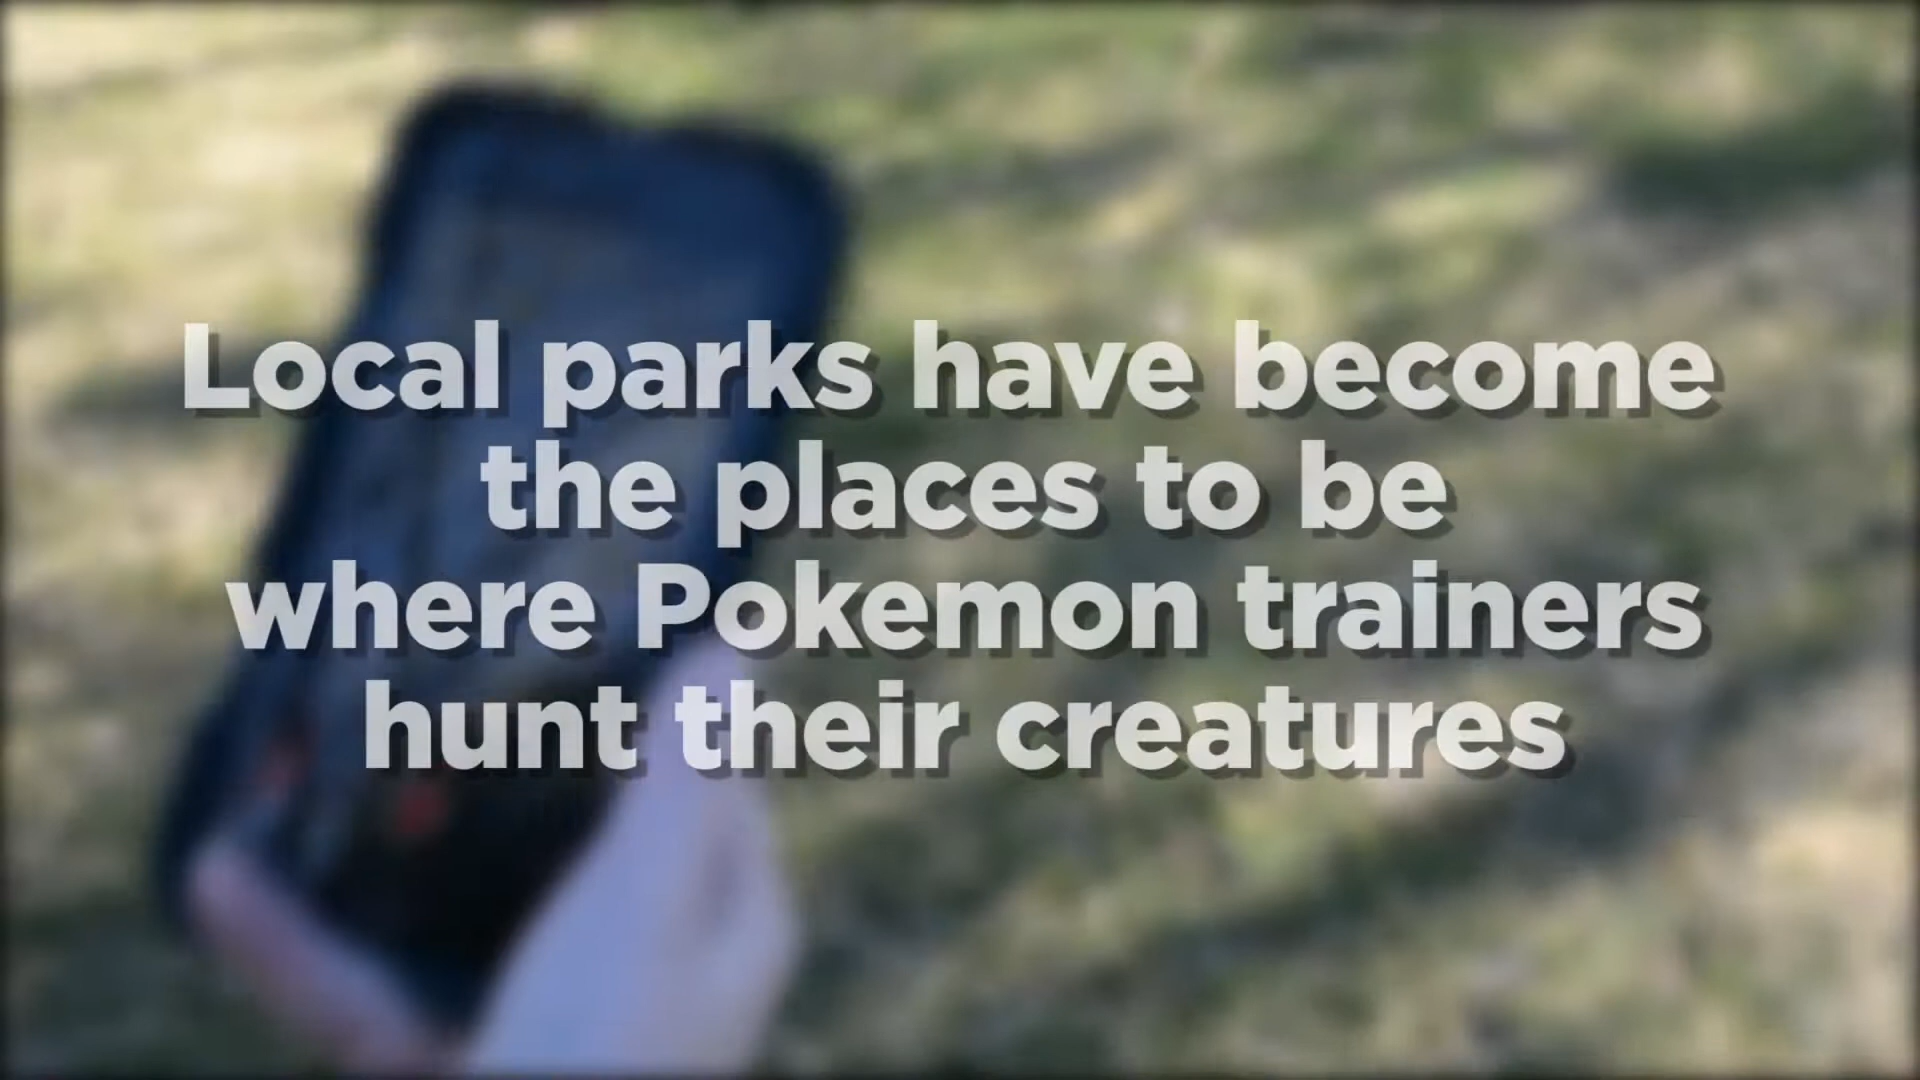 Local parks have become
the places to be
where Pokemon trainers
hunt their creatures